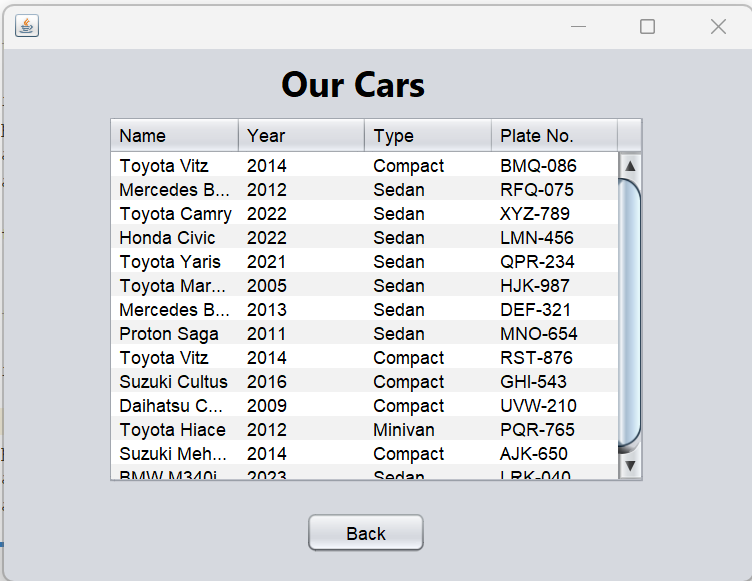 Our Cars
Name Year Type Plate No.
Toyota Vitz 2014 Compact BMQ-086
Mercedes B... 2012 Sedan RFQ-075
Toyota Camry 2022 Sedan XYZ-789
Honda Civic 2022 Sedan LMN-456
Toyota Yaris 2021 Sedan QPR-234
Toyota Mar... 2005 Sedan HJK-987
Mercedes B... 2013 Sedan DEF-321
Proton Saga 2011 Sedan MNO-654
Toyota Vitz 2014 Compact RST-876
Suzuki Cultus 2016 Compact GHI-543
Daihatsu C... 2009 Compact UVW-210
Toyota Hiace 2012 Minivan PQR-765
Suzuki Meh... 2014 Compact AJK-650
BMW M340i 2023 Sedan LRK-040
Back